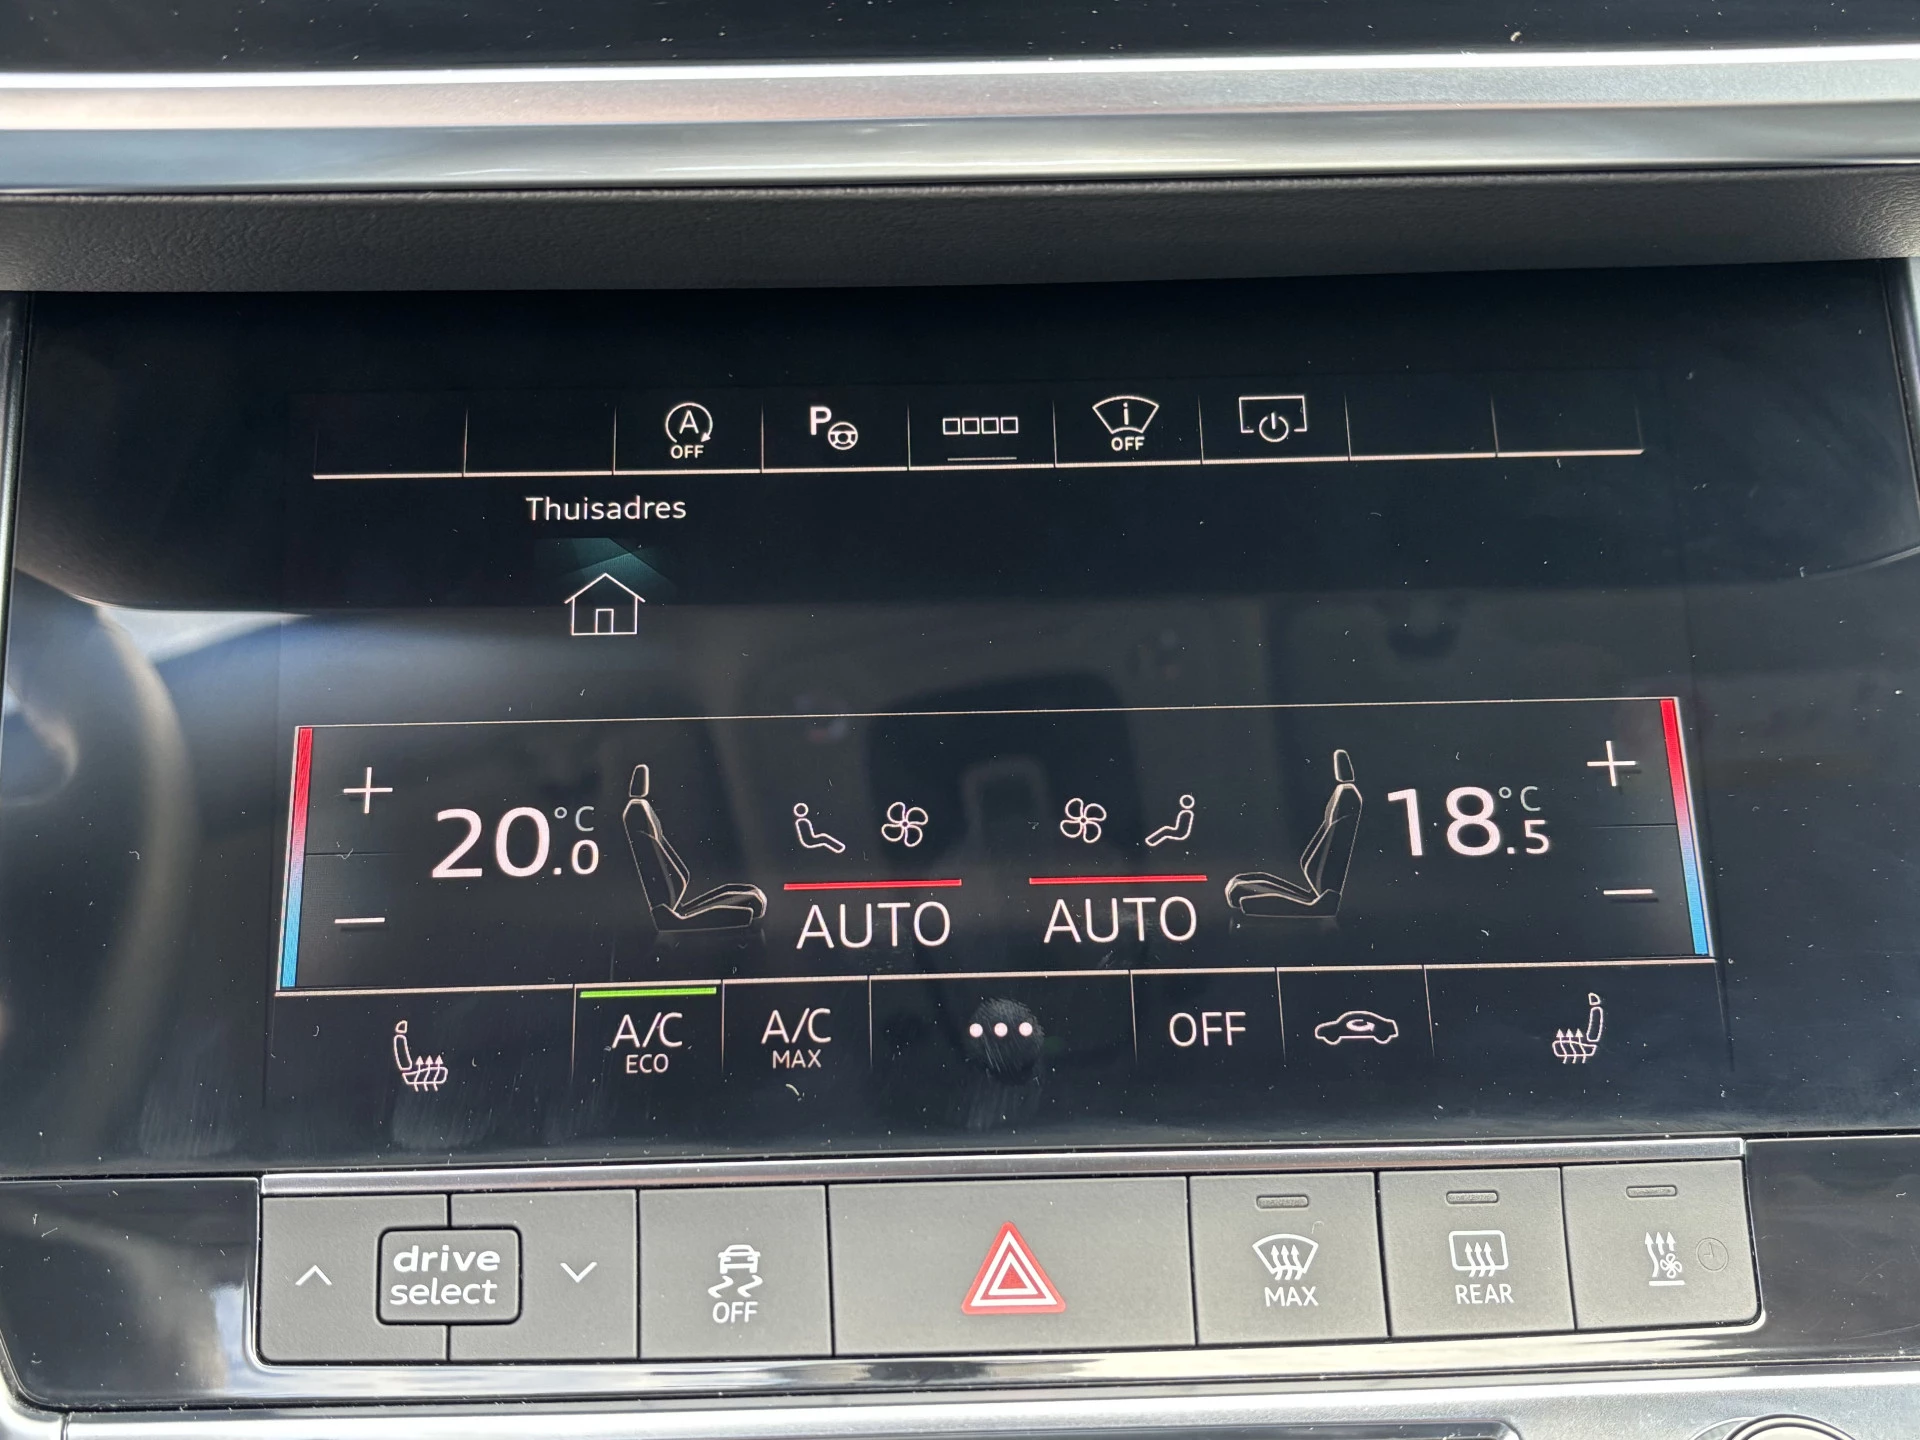 A
OFF
P
i
OFF
Thuisadres
20.0 °C
18.5 °C
AUTO
AUTO
A/C
ECO
A/C
MAX
OFF
drive
select
OFF
MAX
REAR